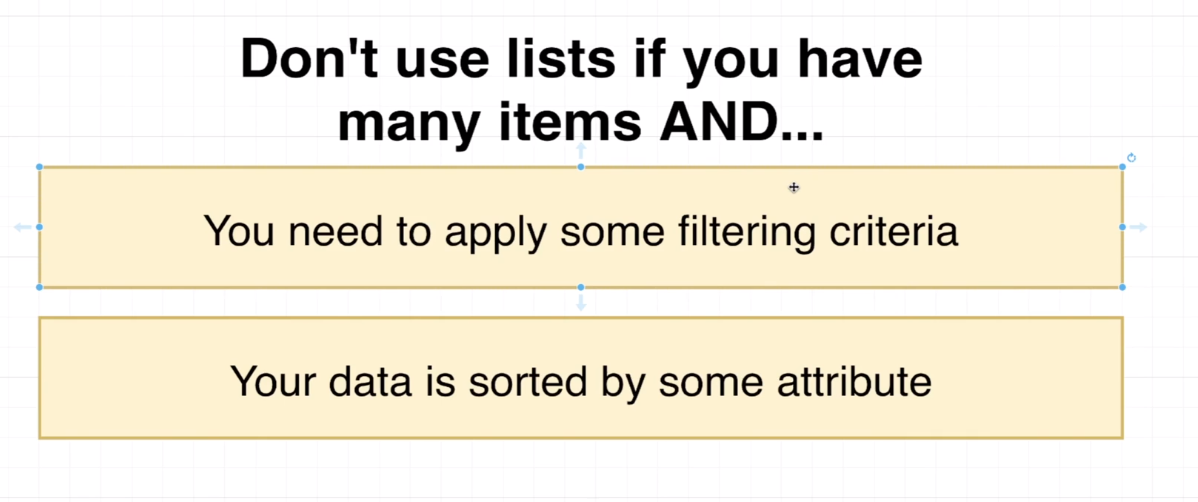 Don't use lists if you have
many items AND...
You need to apply some filtering criteria
Your data is sorted by some attribute